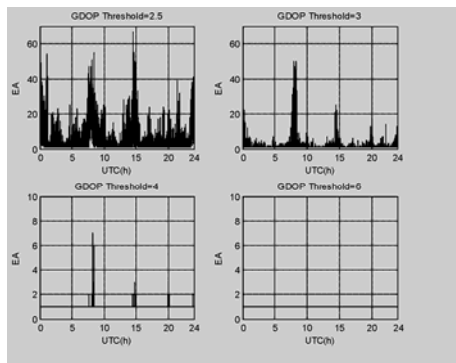 GDOP Threshold=2.5
60
40
20
0
EA
0 5 10 15 20 24
UTC(h)
GDOP Threshold=3
60
40
20
0
EA
0 5 10 15 20 24
UTC(h)
GDOP Threshold=4
10
8
6
4
2
0
EA
0 5 10 15 20 24
UTC(h)
GDOP Threshold=6
10
8
6
4
2
0
EA
0 5 10 15 20 24
UTC(h)